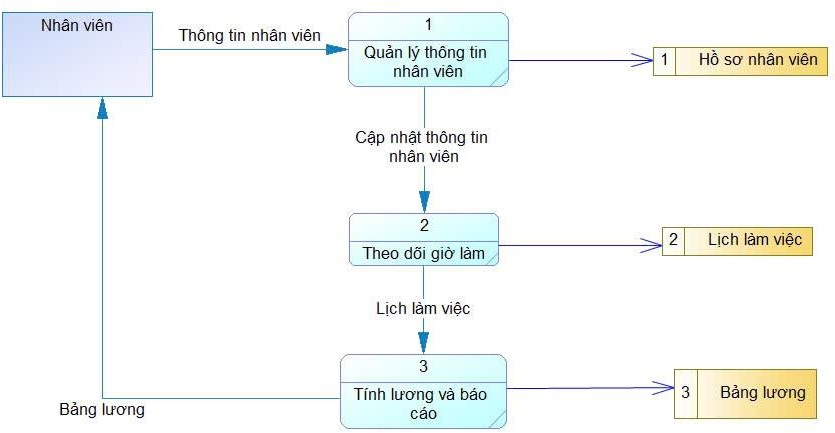 Nhân viên
Thông tin nhân viên
1
Quản lý thông tin
nhân viên
1
Hồ sơ nhân viên
Cập nhật thông tin
nhân viên
2
Theo dõi giờ làm
2
Lịch làm việc
Lịch làm việc
3
Tính lương và báo
cáo
3
Bảng lương
Bảng lương